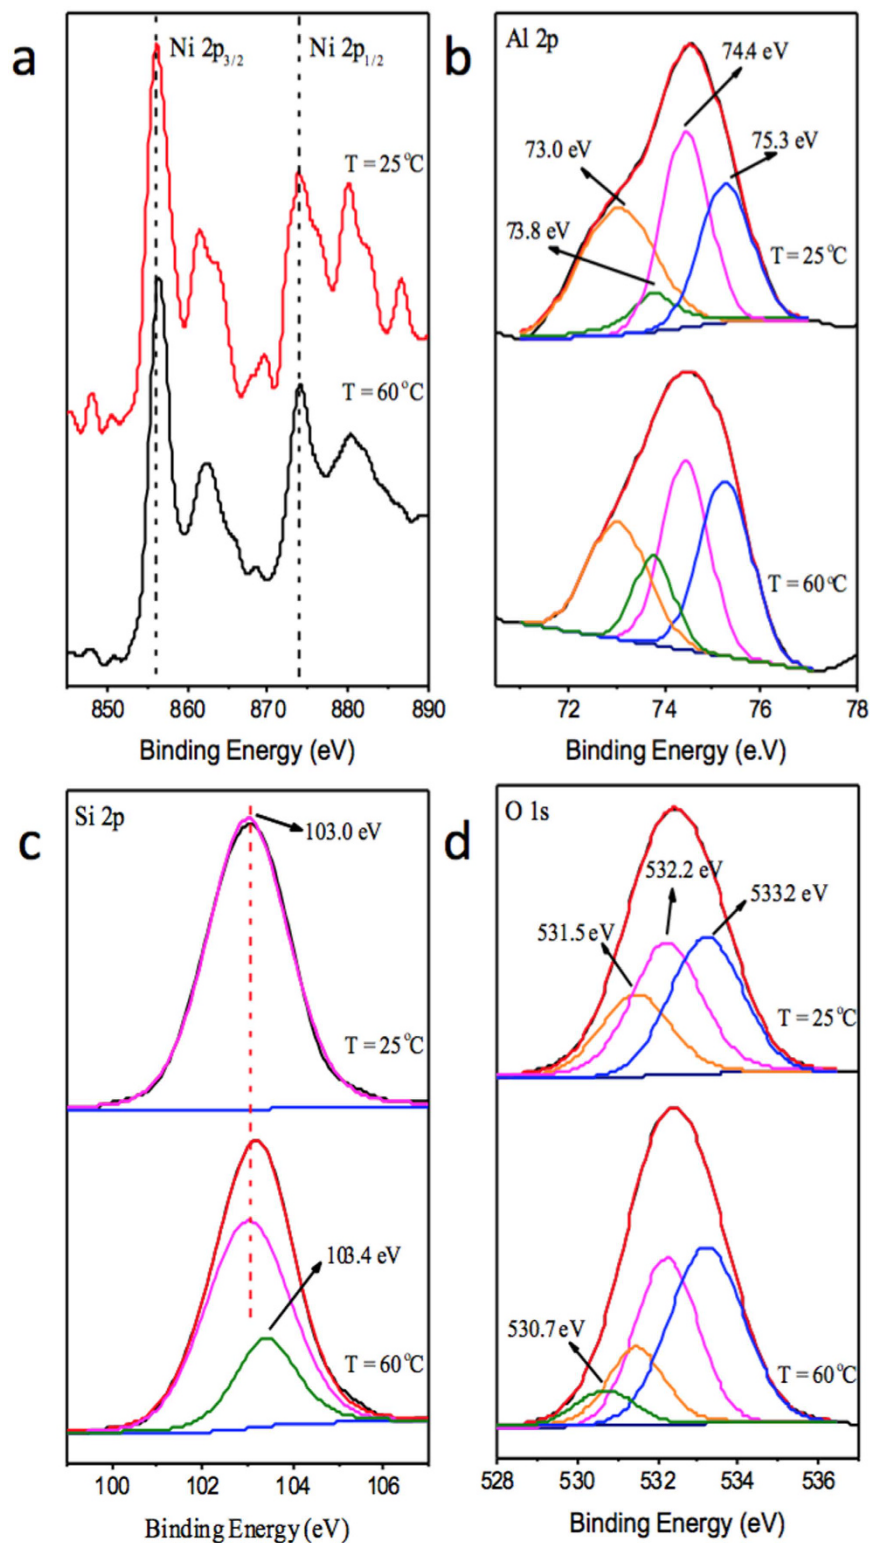 a
Ni 2p3/2
Ni 2p1/2
T = 25°C
T = 60°C
850 860 870 880 890
Binding Energy (eV)
b
Al 2p
74.4 eV
73.0 eV
75.3 eV
73.8 eV
T = 25°C
T = 60°C
72 74 76 78
Binding Energy (e.V)
c
Si 2p
103.0 eV
T = 25°C
103.4 eV
T = 60°C
100 102 104 106
Binding Energy (eV)
d
O 1s
532.2 eV
533.2 eV
531.5 eV
T = 25°C
530.7 eV
T = 60°C
528 530 532 534 536
Binding Energy (eV)